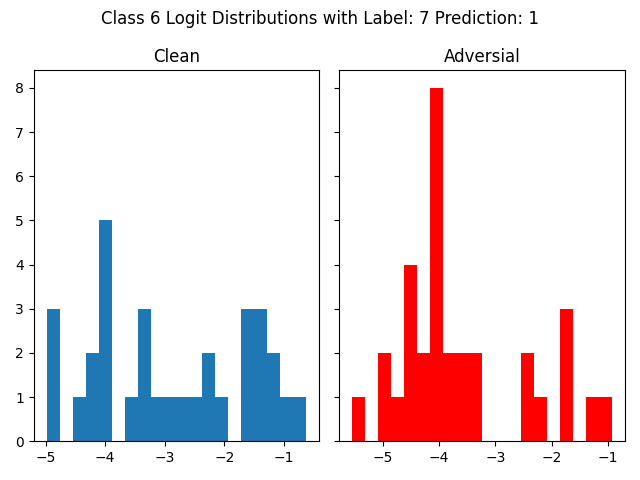 Class 6 Logit Distributions with Label: 7 Prediction: 1
Clean
Adversial
8
7
6
5
4
3
2
1
0
−5 −4 −3 −2 −1
−5 −4 −3 −2 −1